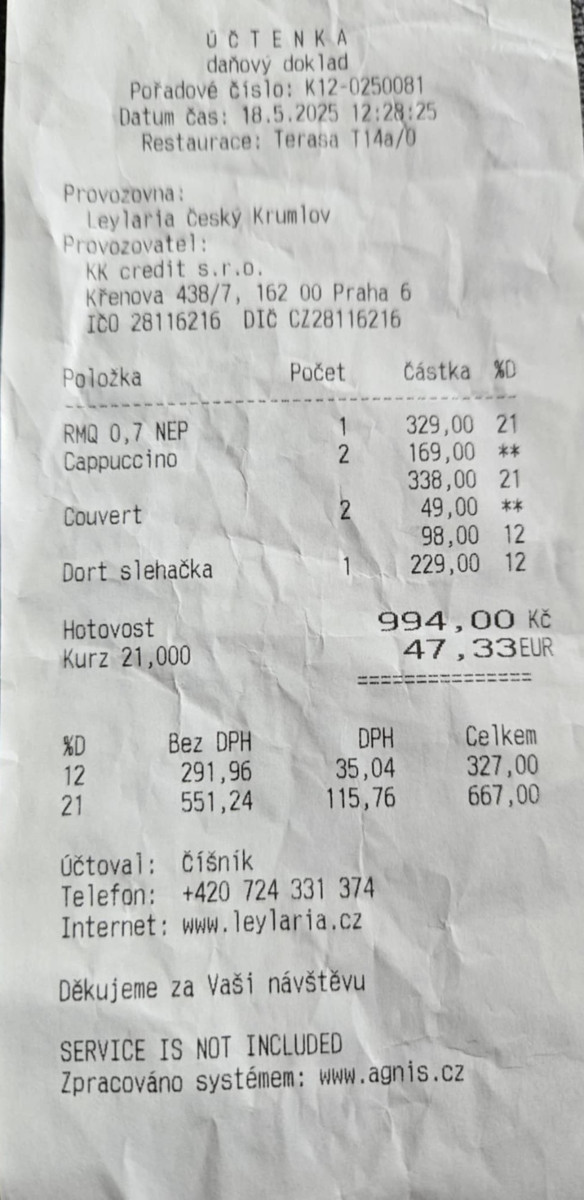 ÚČTENKA
daňový doklad
Pořadové číslo: K12-0250081
Datum čas: 18.5.2025 12:28:25
Restaurace: Terasa T14a/0
Provozovna:
Leylaria Český Krumlov
Provozovatel:
KK credit s.r.o.
Křenova 438/7, 162 00 Praha 6
IČO 28116216 DIČ CZ28116216
Položka Počet Částka %D
RMQ 0,7 NEP 1 329,00 21
Cappuccino 2 169,00 **
338,00 21
Couvert 2 49,00 **
98,00 12
Dort slehačka 1 229,00 12
Hotovost 994,00 Kč
Kurz 21,000 47,33EUR
===============
%D Bez DPH DPH Celkem
12 291,96 35,04 327,00
21 551,24 115,76 667,00
Účtoval: Číšník
Telefon: +420 724 331 374
Internet: www.leylaria.cz
Děkujeme za Vaši návštěvu
SERVICE IS NOT INCLUDED
Zpracováno systémem: www.agnis.cz